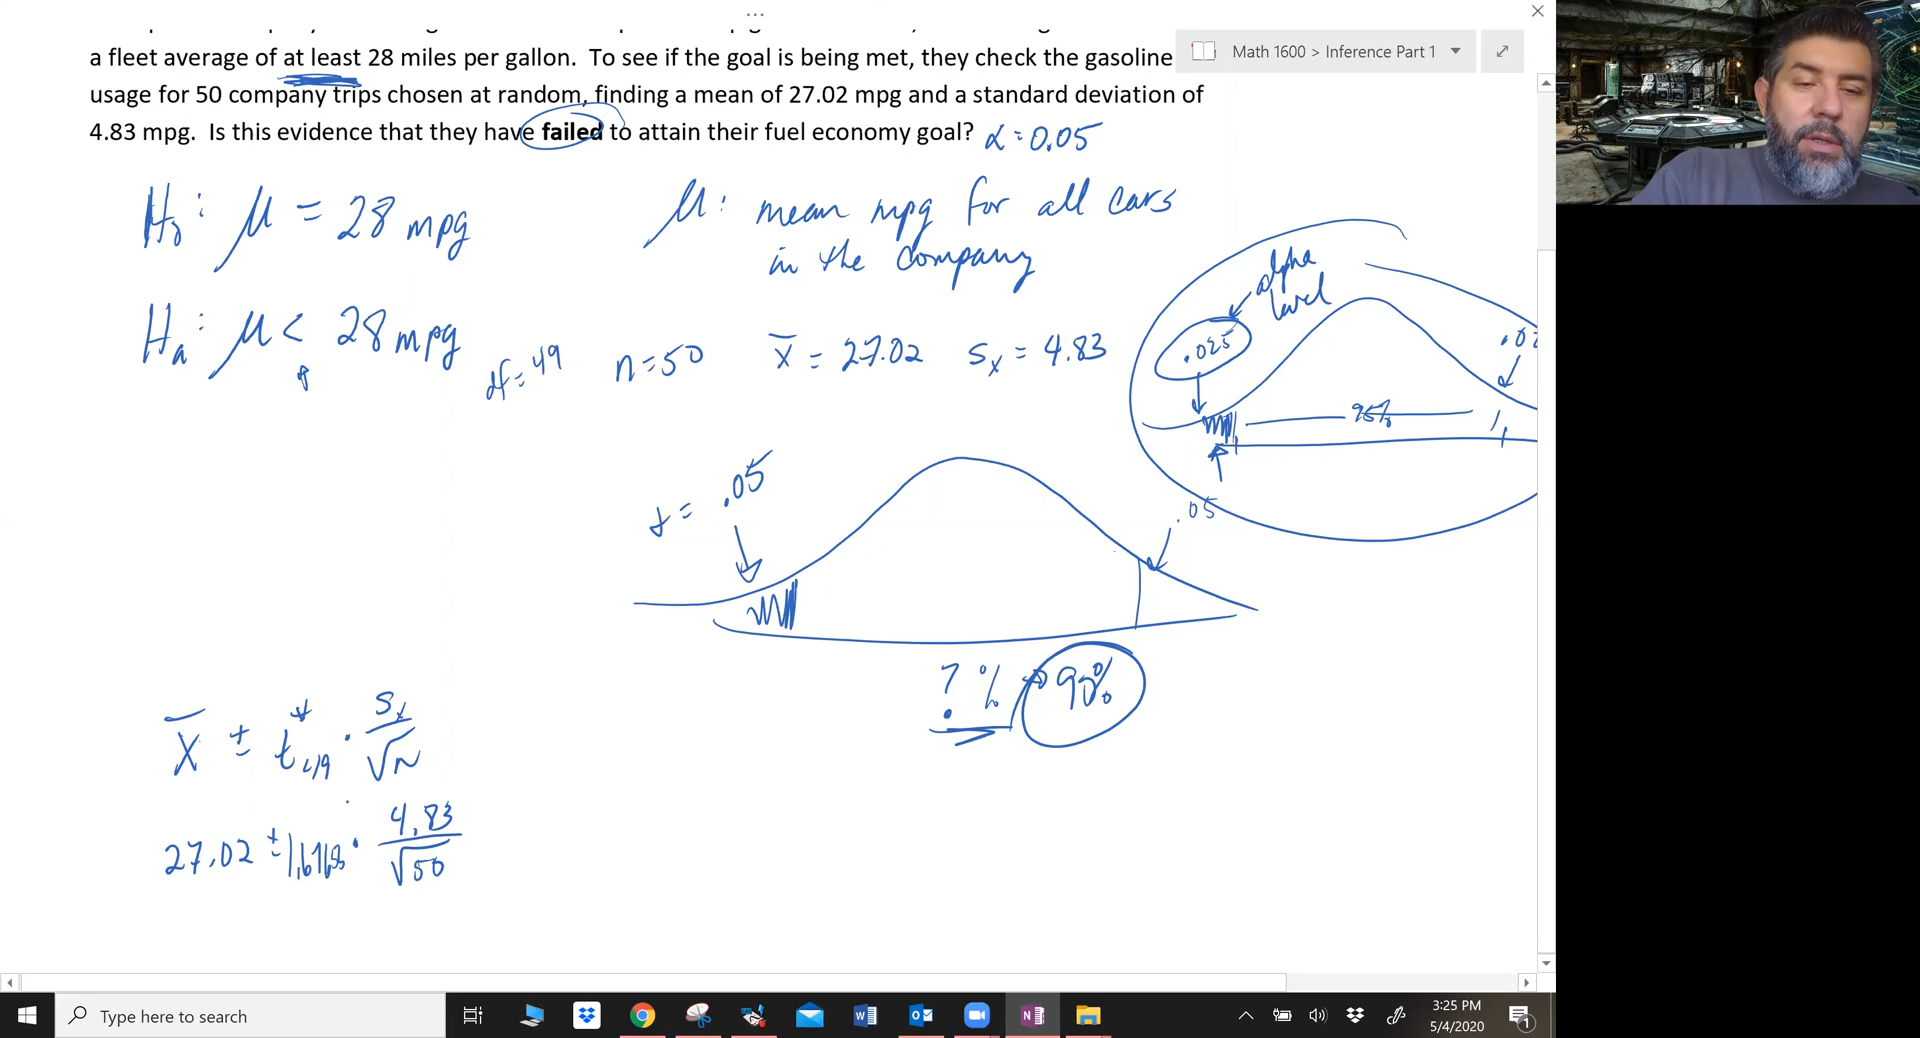 ...
a fleet average of at least 28 miles per gallon. To see if the goal is being met, they check the gasoline
usage for 50 company trips chosen at random, finding a mean of 27.02 mpg and a standard deviation of
4.83 mpg. Is this evidence that they have failed to attain their fuel economy goal? α = 0.05
Math 1600 > Inference Part 1
H₀: μ = 28 mpg
μ: mean mpg for all cars
in the company
Hₐ: μ < 28 mpg
df = 49
n = 50
x̄ = 27.02
sₓ = 4.83
alpha
level
.025
95%
.05
.05
? %
90%
x̄ ± t₄₉ · sₓ/√n
27.02 ± 1.6768 · 4.83/√50
Type here to search
3:25 PM
5/4/2020
1